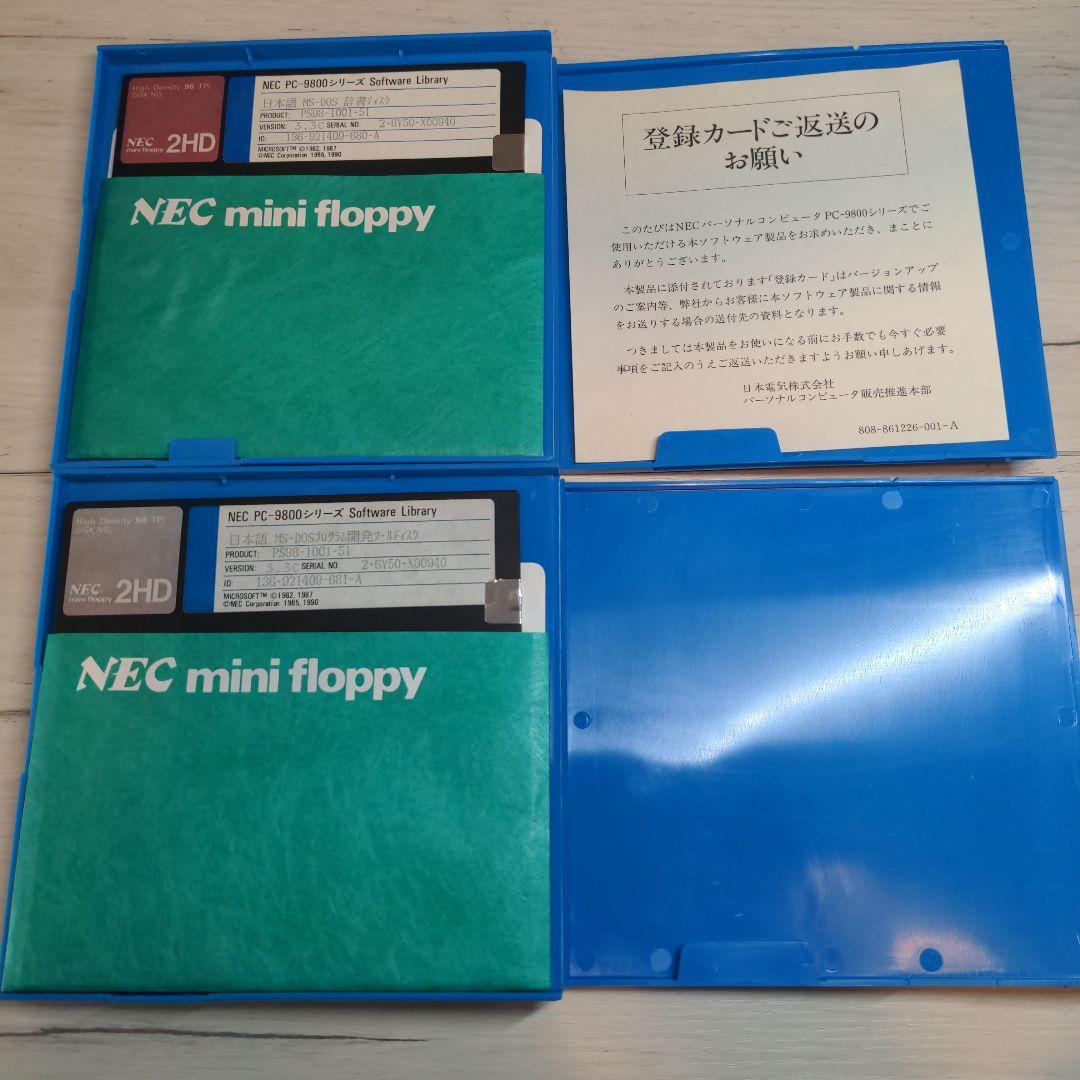 High Density 96 TPI
DISK NO.
NEC
mini floppy 2HD
NEC PC-9800シリーズ Software Library
日本語 MS-DOS 辞書ディスク
PRODUCT: PS98-1001-51
VERSION: 3.3C SERIAL NO. 2-6Y50-X00940
ID: 136-921409-680-A
MICROSOFT™ ©1982, 1987
©NEC Corporation 1985, 1990
NEC mini floppy
登録カードご返送の
お願い
このたびはNECパーソナルコンピュータPC-9800シリーズでご
使用いただける本ソフトウェア製品をお求めいただき、まことに
ありがとうございます。
本製品に添付されております「登録カード」はバージョンアップ
のご案内等、弊社からお客様に本ソフトウェア製品に関する情報
をお送りする場合の送付先の資料となります。
つきましては本製品をお使いになる前にお手数でも今すぐ必要
事項をご記入のうえご返送いただきますようお願い申しあげます。
日本電気株式会社
パーソナルコンピュータ販売推進本部
808-861226-001-A
High Density 96 TPI
DISK NO.
NEC
mini floppy 2HD
NEC PC-9800シリーズ Software Library
日本語 MS-DOSプログラム開発ツールディスク
PRODUCT: PS98-1001-51
VERSION: 3.3C SERIAL NO. 2-6Y50-X00940
ID: 136-921409-681-A
MICROSOFT™ ©1982, 1987
©NEC Corporation 1985, 1990
NEC mini floppy